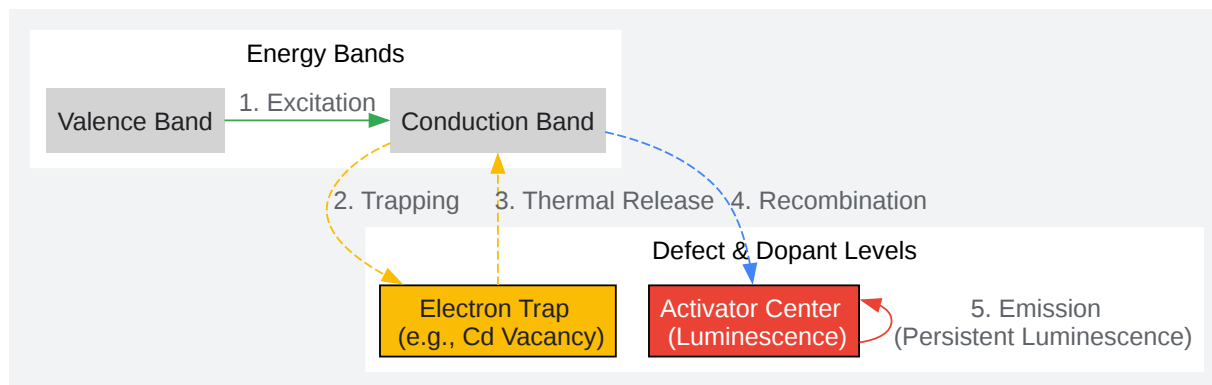 Energy Bands
1. Excitation
Valence Band
Conduction Band
2. Trapping
3. Thermal Release
4. Recombination
Defect & Dopant Levels
Electron Trap
(e.g., Cd Vacancy)
Activator Center
(Luminescence)
5. Emission
(Persistent Luminescence)